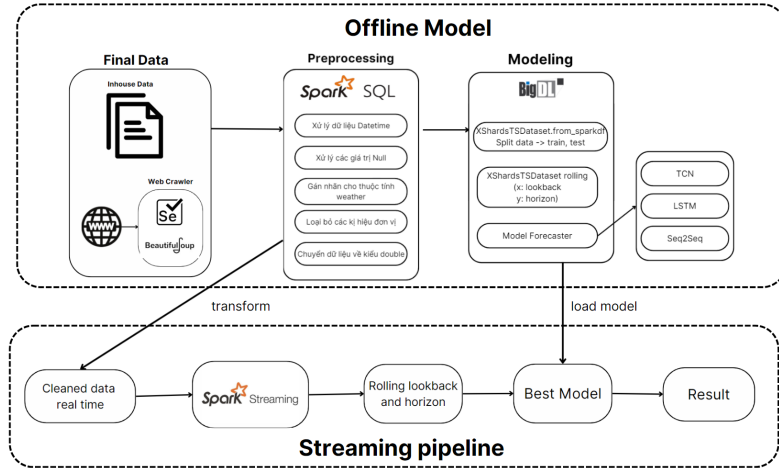 Offline Model
Final Data
Inhouse Data
Web Crawler
Se
BeautifulSoup
Preprocessing
Spark SQL
Xử lý dữ liệu Datetime
Xử lý các giá trị Null
Gán nhãn cho thuộc tính
weather
Loại bỏ các kị hiệu đơn vị
Chuyển dữ liệu về kiểu double
Modeling
BigDL
XShardsTSDataset.from_sparkdf
Split data -> train, test
XShardsTSDataset rolling
(x: lookback
y: horizon)
Model Forecaster
TCN
LSTM
Seq2Seq
transform
load model
Cleaned data
real time
Spark Streaming
Rolling lookback
and horizon
Best Model
Result
Streaming pipeline